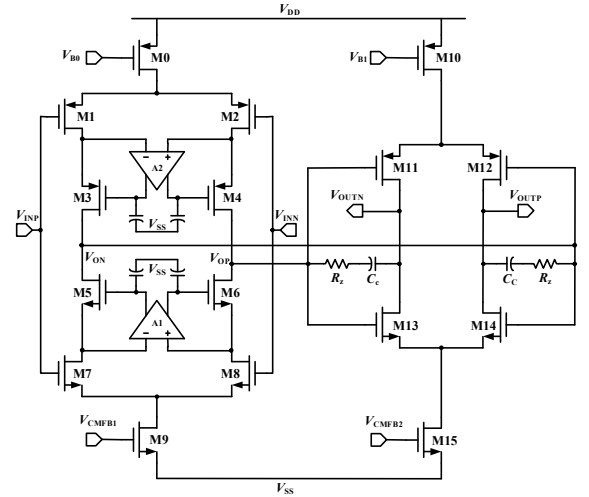 VDD
VB0
M0
VB1
M10
M1
M2
A2
M3
M4
M11
M12
VOUTN
VOUTP
VSS
VINP
VINN
VON
VOP
VSS
Rz
Cc
CC
Rz
M5
M6
A1
M13
M14
M7
M8
VCMFB1
M9
VCMFB2
M15
VSS